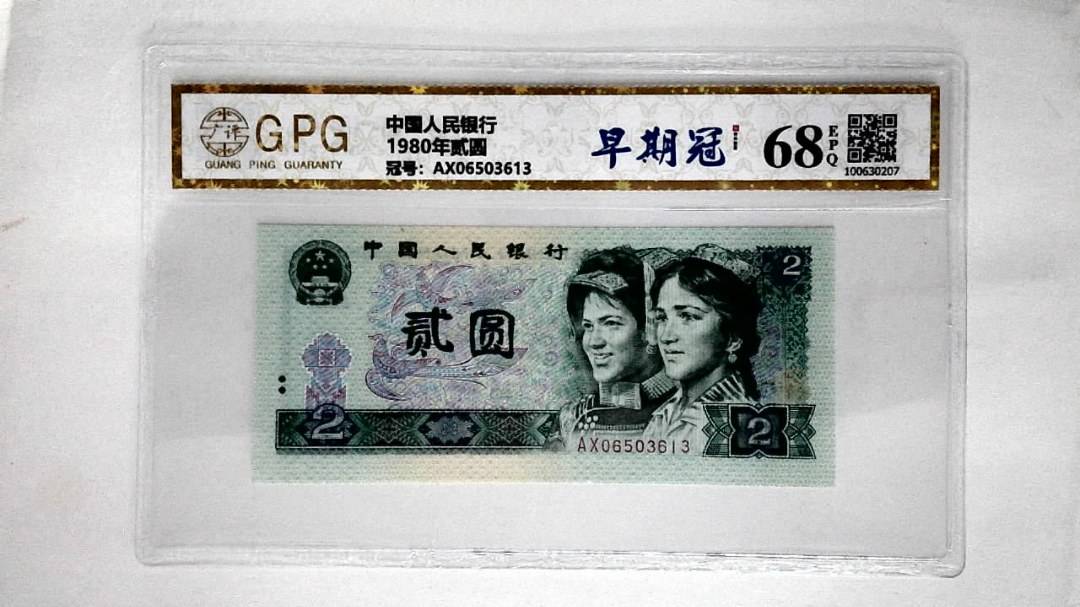 广评
GPG
GUANG PING GUARANTY
中国人民银行
1980年贰圆
冠号：AX06503613
早期冠
68
EPQ
100630207
中国人民银行
2
贰圆
2
AX06503613
2